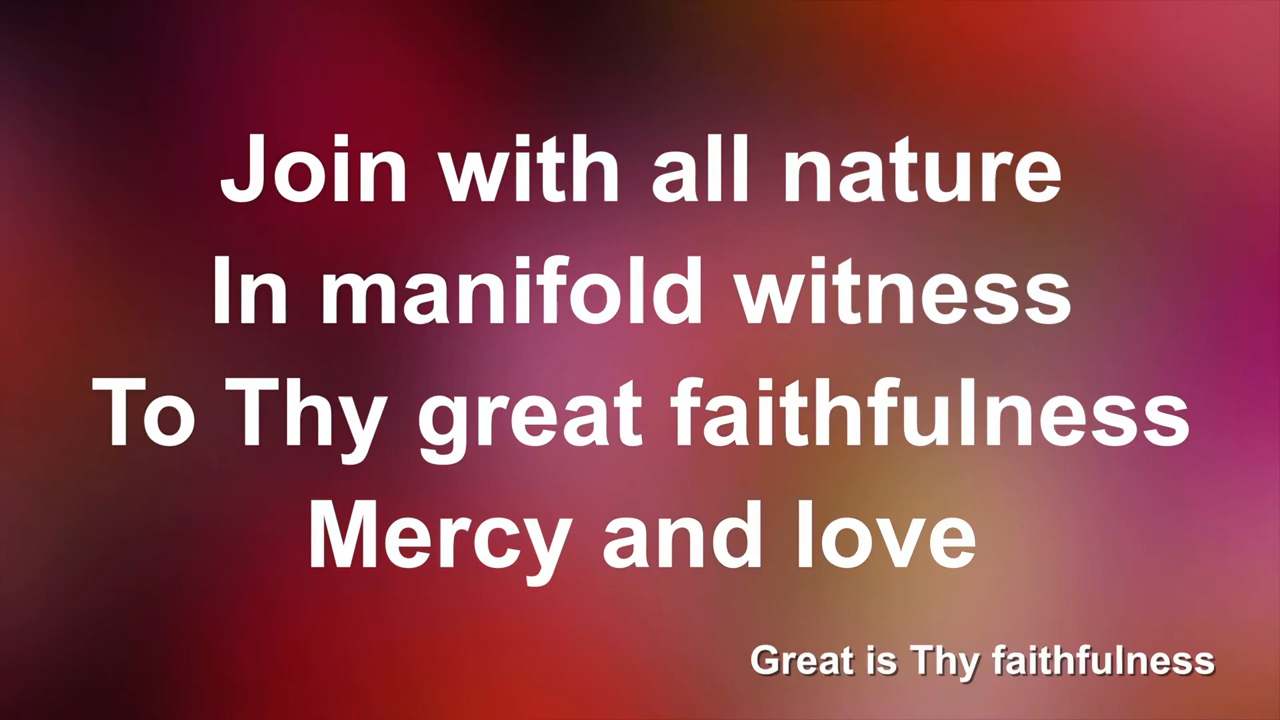 Join with all nature
In manifold witness
To Thy great faithfulness
Mercy and love
Great is Thy faithfulness